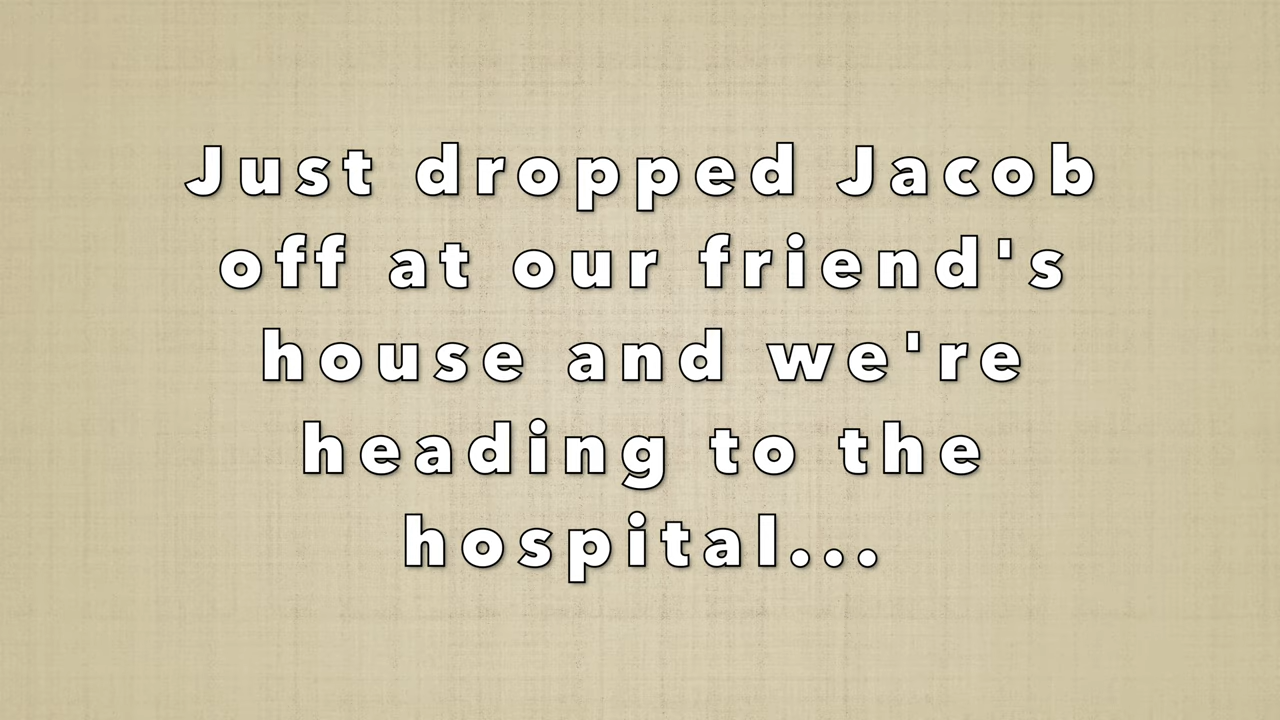 Just dropped Jacob
off at our friend's
house and we're
heading to the
hospital...